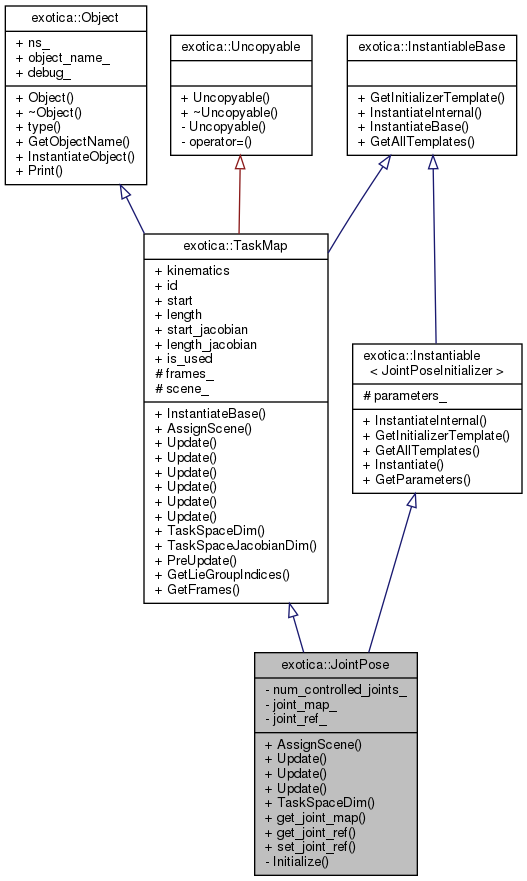 exotica::Object
+ ns_
+ object_name_
+ debug_
+ Object()
+ ~Object()
+ type()
+ GetObjectName()
+ InstantiateObject()
+ Print()
exotica::Uncopyable
+ Uncopyable()
+ ~Uncopyable()
- Uncopyable()
- operator=()
exotica::InstantiableBase
+ GetInitializerTemplate()
+ InstantiateInternal()
+ InstantiateBase()
+ GetAllTemplates()
exotica::TaskMap
+ kinematics
+ id
+ start
+ length
+ start_jacobian
+ length_jacobian
+ is_used
# frames_
# scene_
+ InstantiateBase()
+ AssignScene()
+ Update()
+ Update()
+ Update()
+ Update()
+ Update()
+ Update()
+ TaskSpaceDim()
+ TaskSpaceJacobianDim()
+ PreUpdate()
+ GetLieGroupIndices()
+ GetFrames()
exotica::Instantiable
< JointPoseInitializer >
# parameters_
+ InstantiateInternal()
+ GetInitializerTemplate()
+ GetAllTemplates()
+ Instantiate()
+ GetParameters()
exotica::JointPose
- num_controlled_joints_
- joint_map_
- joint_ref_
+ AssignScene()
+ Update()
+ Update()
+ Update()
+ TaskSpaceDim()
+ get_joint_map()
+ get_joint_ref()
+ set_joint_ref()
- Initialize()